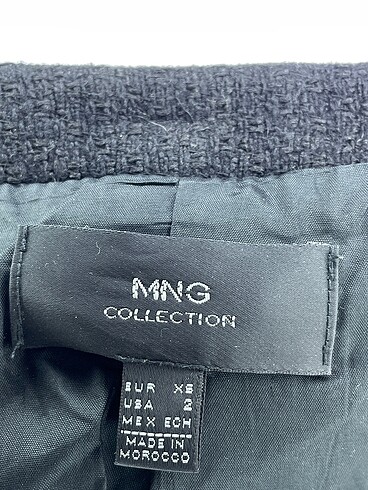 MNG
COLLECTION
EUR XS
USA 2
MEX ECH
MADE IN
MOROCCO